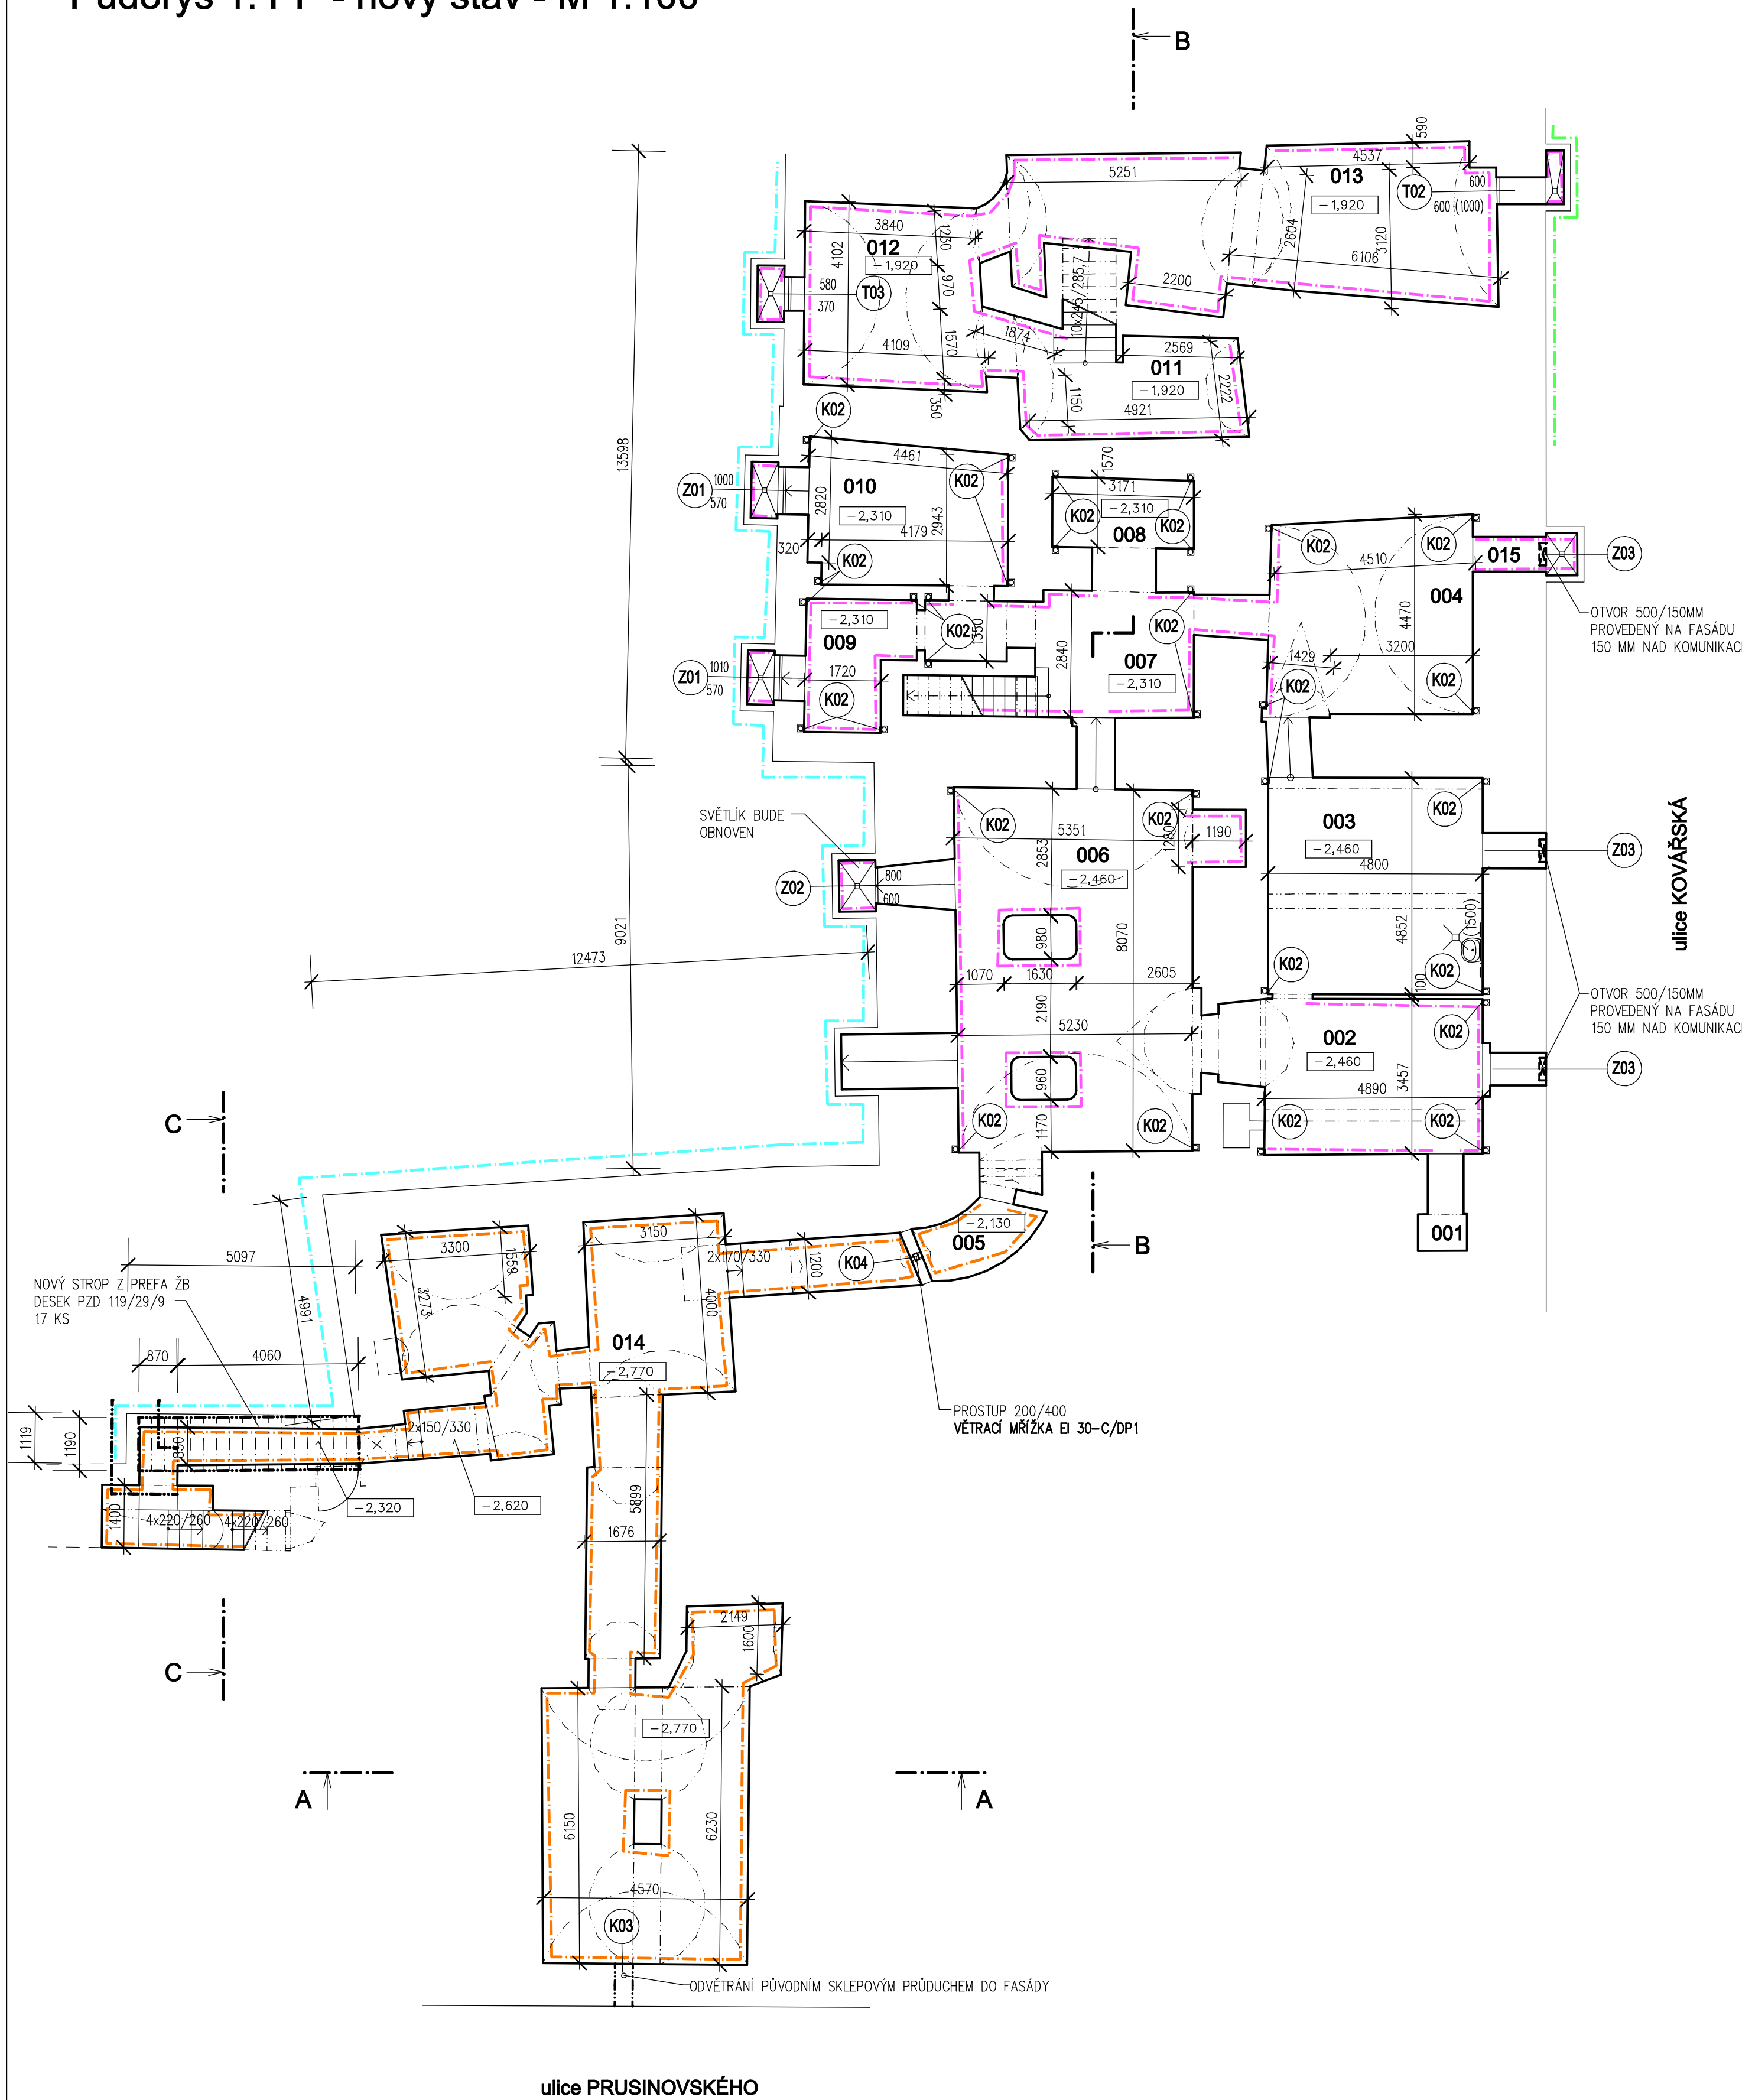 B
590
4537
013
5251
-1,920
T02
600
600 (1000)
3840
1230
012
4102
-1,920
2604
3120
6106
970
580
370
T03
10x245/285,7
2200
1874
4109
1570
2569
011
2222
-1,920
350
1150
4921
K02
13598
4461
1570
K02
010
3171
Z01
1000
570
2820
-2,310
2943
-2,310
K02
K02
008
4179
320
K02
K02
K02
015
Z03
4510
004
4470
OTVOR 500/150MM
PROVEDENÝ NA FASÁDU
-2,310
009
K02
1350
K02
2840
007
150 MM NAD KOMUNIKAC
3200
1429
Z01
1010
570
1720
-2,310
K02
K02
K02
SVĚTLÍK BUDE
OBNOVEN
K02
K02
5351
2853
1280
1190
006
-2,460
003
-2,460
4800
K02
Z03
ulice KOVÁŘSKÁ
Z02
800
600
9021
12473
980
8070
4852
(1500)
K02
K02
1070
1630
2605
2190
100
OTVOR 500/150MM
PROVEDENÝ NA FASÁDU
150 MM NAD KOMUNIKAC
5230
002
-2,460
K02
Z03
960
3457
4890
C
K02
1170
K02
K02
K02
-2,130
005
001
B
3150
3300
1559
2x170/330
1200
K04
5097
NOVÝ STROP Z PREFA ŽB
DESEK PZD 119/29/9
17 KS
4991
3273
4000
014
-2,770
870
4060
PROSTUP 200/400
VĚTRACÍ MŘÍŽKA EI 30-C/DP1
1119
1190
850
2x150/330
-2,320
-2,620
5899
1400
4x220/260
4x220/260
1676
2149
1600
C
-2,770
A
A
6150
6230
4570
K03
ODVĚTRÁNÍ PŮVODNÍM SKLEPOVÝM PRŮDUCHEM DO FASÁDY
ulice PRUSINOVSKÉHO